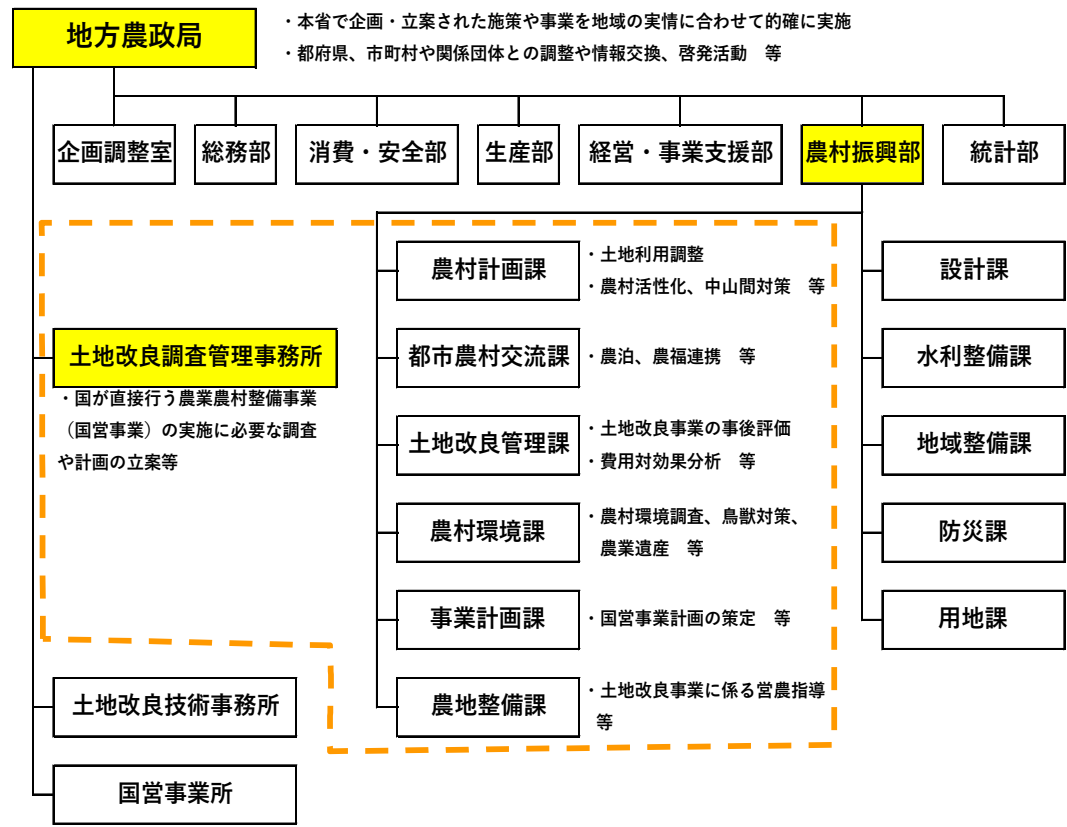 地方農政局
・本省で企画・立案された施策や事業を地域の実情に合わせて的確に実施
・都府県、市町村や関係団体との調整や情報交換、啓発活動　等
企画調整室
総務部
消費・安全部
生産部
経営・事業支援部
農村振興部
統計部
農村計画課
・土地利用調整
・農村活性化、中山間対策　等
設計課
土地改良調査管理事務所
・国が直接行う農業農村整備事業
（国営事業）の実施に必要な調査
や計画の立案等
都市農村交流課
・農泊、農福連携　等
水利整備課
土地改良管理課
・土地改良事業の事後評価
・費用対効果分析　等
地域整備課
農村環境課
・農村環境調査、鳥獣対策、
農業遺産　等
防災課
事業計画課
・国営事業計画の策定　等
用地課
土地改良技術事務所
農地整備課
・土地改良事業に係る営農指導
等
国営事業所